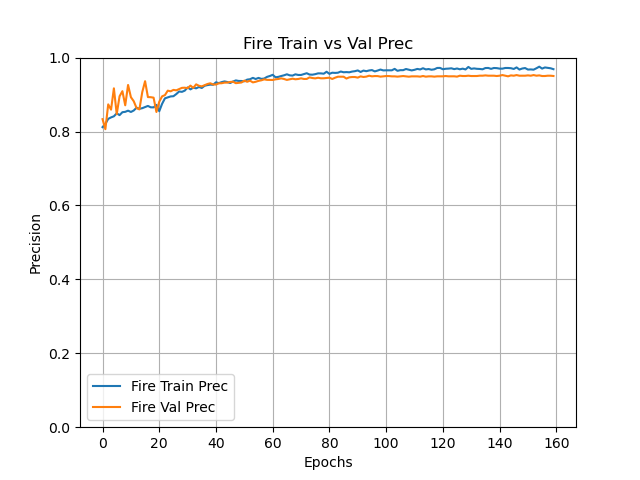 Fire Train vs Val Prec
1.0
0.8
0.6
0.4
0.2
0.0
Precision
Fire Train Prec
Fire Val Prec
0 20 40 60 80 100 120 140 160
Epochs